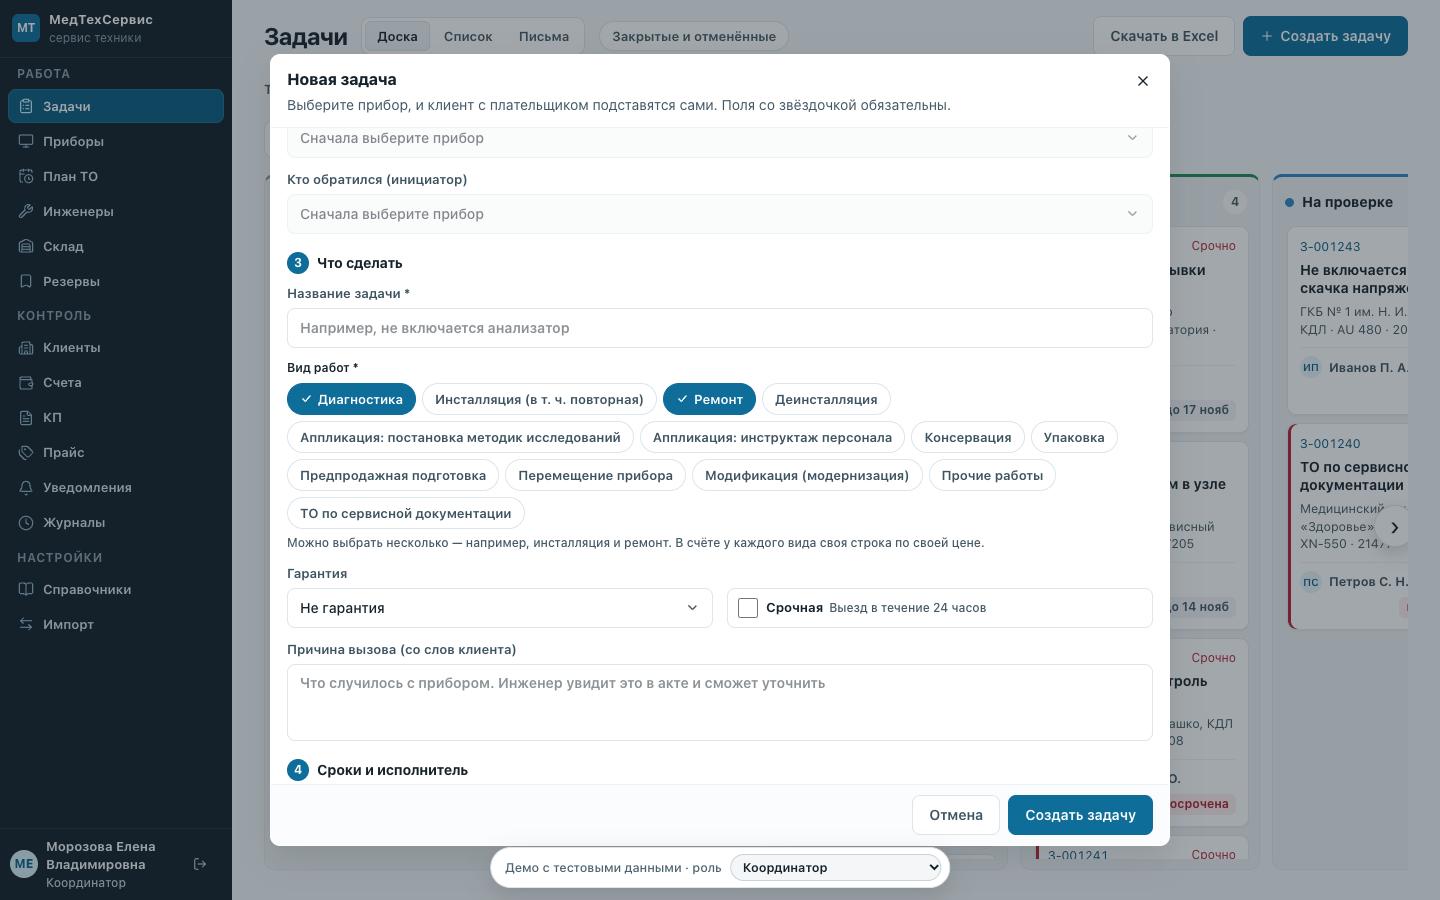 МТ
МедТехСервис
сервис техники
РАБОТА
Задачи
Приборы
План ТО
Инженеры
Склад
Резервы
КОНТРОЛЬ
Клиенты
Счета
КП
Прайс
Уведомления
Журналы
НАСТРОЙКИ
Справочники
Импорт
МЕ
Морозова Елена
Владимировна
Координатор
Задачи
Доска
Список
Письма
Закрытые и отменённые
Скачать в Excel
+ Создать задачу
Новая задача
Выберите прибор, и клиент с плательщиком подставятся сами. Поля со звёздочкой обязательны.
Сначала выберите прибор
Кто обратился (инициатор)
Сначала выберите прибор
3 Что сделать
Название задачи *
Например, не включается анализатор
Вид работ *
Диагностика
Инсталляция (в т. ч. повторная)
Ремонт
Деинсталляция
Аппликация: постановка методик исследований
Аппликация: инструктаж персонала
Консервация
Упаковка
Предпродажная подготовка
Перемещение прибора
Модификация (модернизация)
Прочие работы
ТО по сервисной документации
Можно выбрать несколько — например, инсталляция и ремонт. В счёте у каждого вида своя строка по своей цене.
Гарантия
Не гарантия
Срочная Выезд в течение 24 часов
Причина вызова (со слов клиента)
Что случилось с прибором. Инженер увидит это в акте и сможет уточнить
4 Сроки и исполнитель
Отмена
Создать задачу
4
Срочно
до 17 нояб
м в узле
205
до 14 нояб
Срочно
ашко, КДЛ
08
О.
З-001241
Срочно
На проверке
З-001243
Не включается
скачка
ГКБ № 1 им. Н. И.
КДЛ · AU 480 · 20
ИП Иванов П. А.
З-001240
ТО по
документации
Медицинский
«Здоровье»
XN-550 · 2147
ПС Петров С. Н.
Демо с тестовыми данными · роль
Координатор